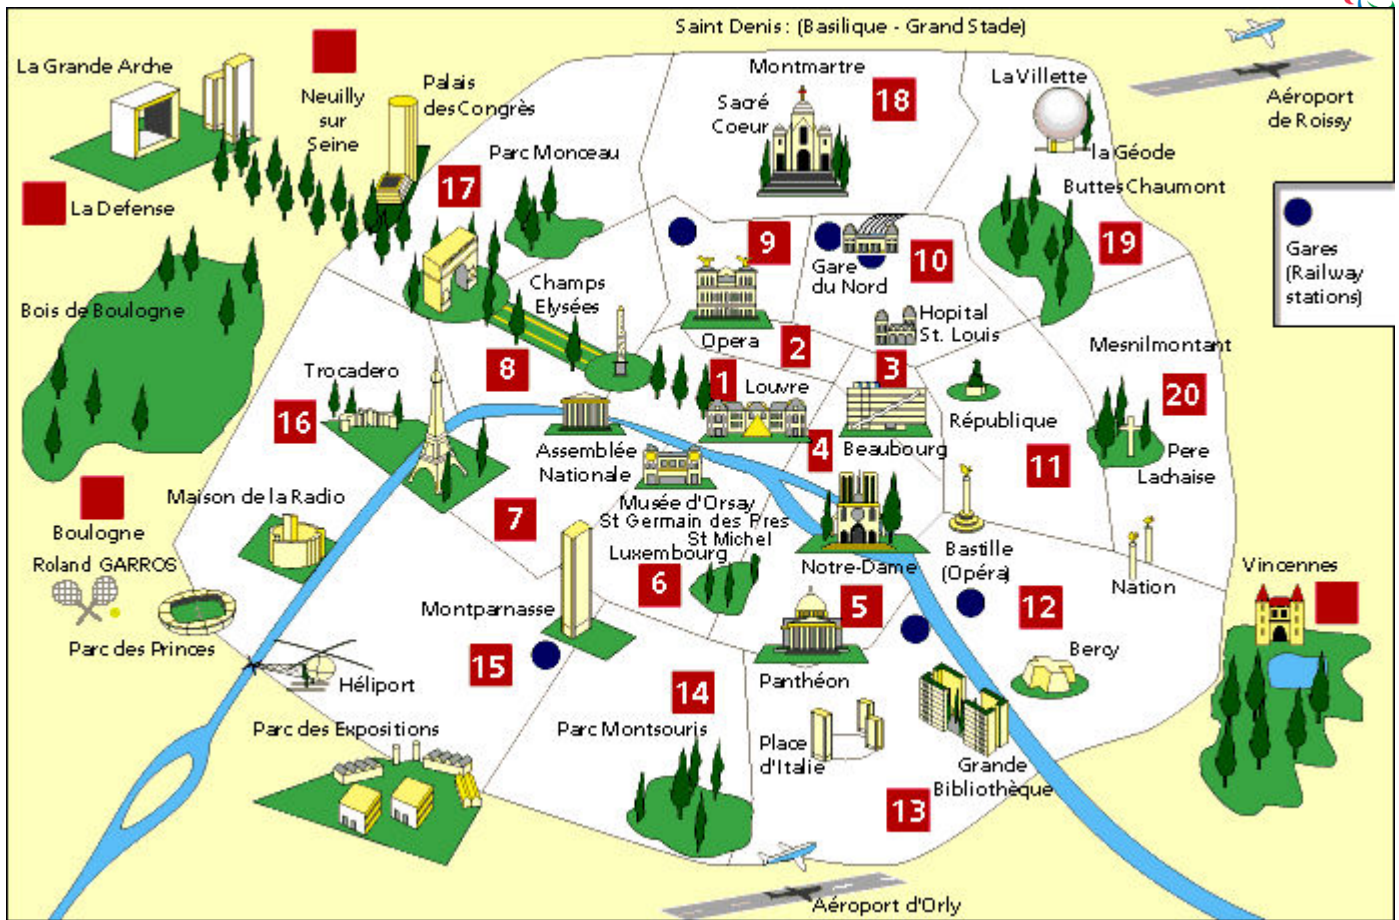 Saint Denis : (Basilique - Grand Stade)
La Grande Arche
Neuilly
sur
Seine
Palais
des Congrès
Montmartre
18
Sacré
Coeur
La Villette
Aéroport
de Roissy
la Géode
Parc Monceau
17
Buttes Chaumont
La Defense
9
10
19
Gares
(Railway
stations)
Gare
du Nord
Champs
Elysées
Bois de Boulogne
Hopital
St. Louis
Opera
2
Mesnilmontant
Trocadero
8
1
Louvre
3
20
16
République
Assemblée
Nationale
4
Beaubourg
11
Pere
Lachaise
Maison de la Radio
7
Musée d'Orsay
St Germain des Pres
St Michel
Luxembourg
Boulogne
Roland GARROS
Bastille
(Opéra)
Notre-Dame
Nation
Vincennes
6
5
12
Montparnasse
Parc des Princes
15
Héliport
Bercy
Panthéon
14
Parc des Expositions
Parc Montsouris
Place
d'Italie
Grande
Bibliothèque
13
Aéroport d'Orly